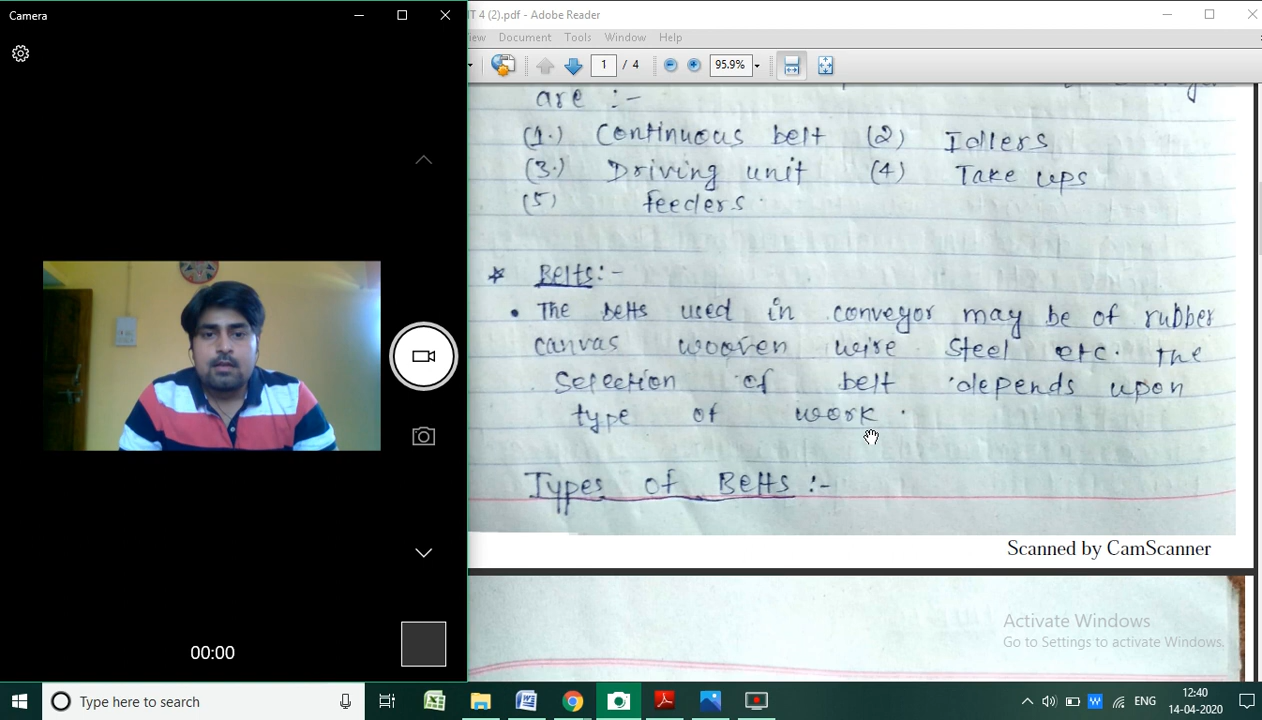 Camera
IT 4 (2).pdf - Adobe Reader
Document Tools Window Help
1 / 4 95.9%
are :-
(1.) Continuous belt (2) Idlers
(3.) Driving unit (4) Take ups
(5) feeders.
* Belts:-
• The belts used in conveyor may be of rubber
canvas wooven wire steel etc. The
selection of belt depends upon
type of work.
Types of Belts :-
Scanned by CamScanner
Activate Windows
Go to Settings to activate Windows.
00:00
Type here to search
ENG
12:40
14-04-2020